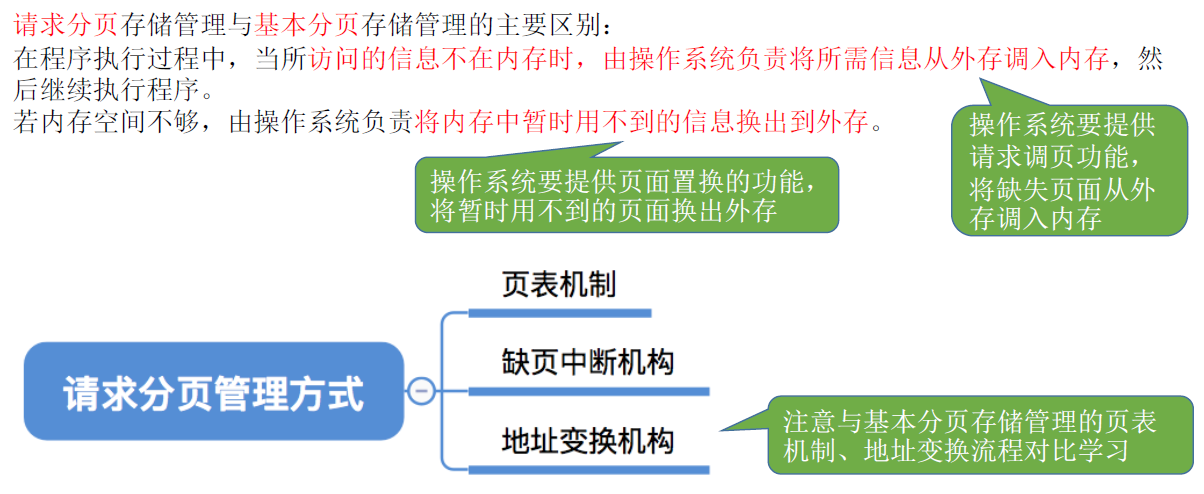 请求分页存储管理与基本分页存储管理的主要区别：
在程序执行过程中，当所访问的信息不在内存时，由操作系统负责将所需信息从外存调入内存，然
后继续执行程序。
若内存空间不够，由操作系统负责将内存中暂时用不到的信息换出到外存。
操作系统要提供
请求调页功能，
将缺失页面从外
存调入内存
操作系统要提供页面置换的功能，
将暂时用不到的页面换出外存
页表机制
缺页中断机构
请求分页管理方式
地址变换机构
注意与基本分页存储管理的页表
机制、地址变换流程对比学习